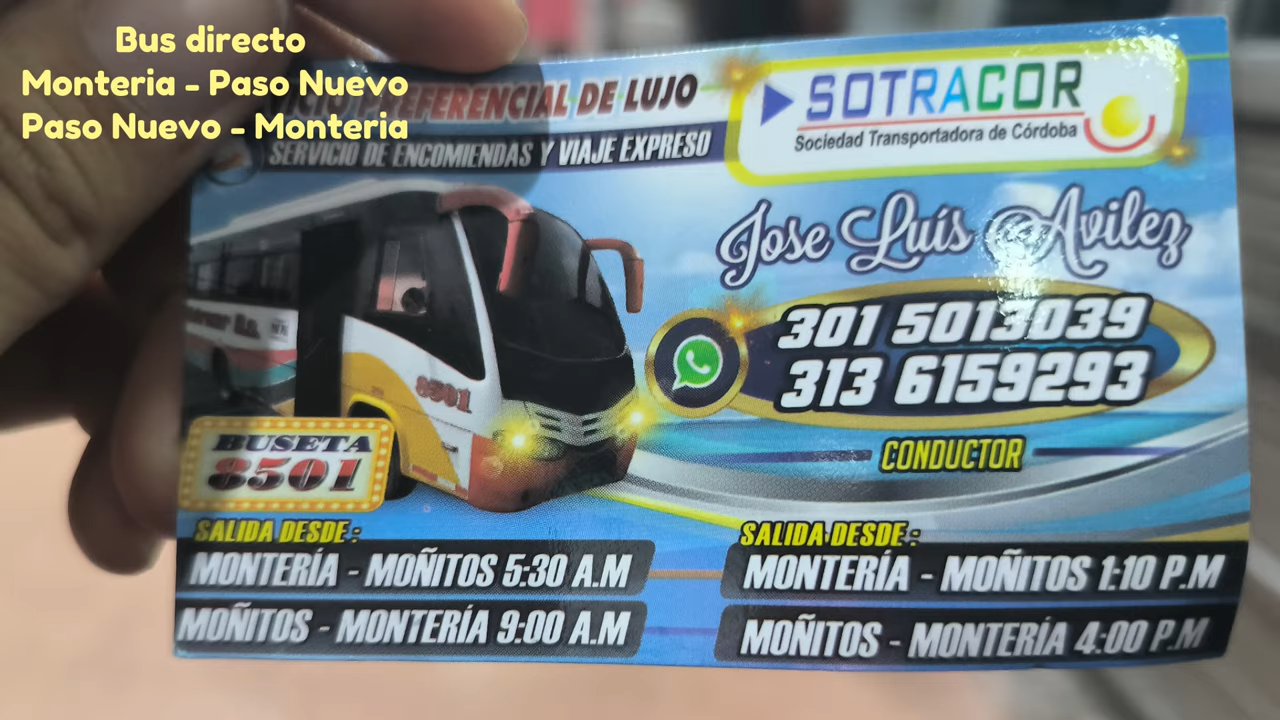 Bus directo
Monteria - Paso Nuevo
Paso Nuevo - Monteria
PREFERENCIAL DE LUJO
SERVICIO DE ENCOMIENDAS Y VIAJE EXPRESO
SOTRACOR
Sociedad Transportadora de Córdoba
Jose Luís Avilez
301 5013039
313 6159293
CONDUCTOR
8501
BUSETA
8501
SALIDA DESDE:
MONTERÍA - MOÑITOS 5:30 A.M
MOÑITOS - MONTERÍA 9:00 A.M
SALIDA DESDE:
MONTERÍA - MOÑITOS 1:10 P.M
MOÑITOS - MONTERÍA 4:00 P.M